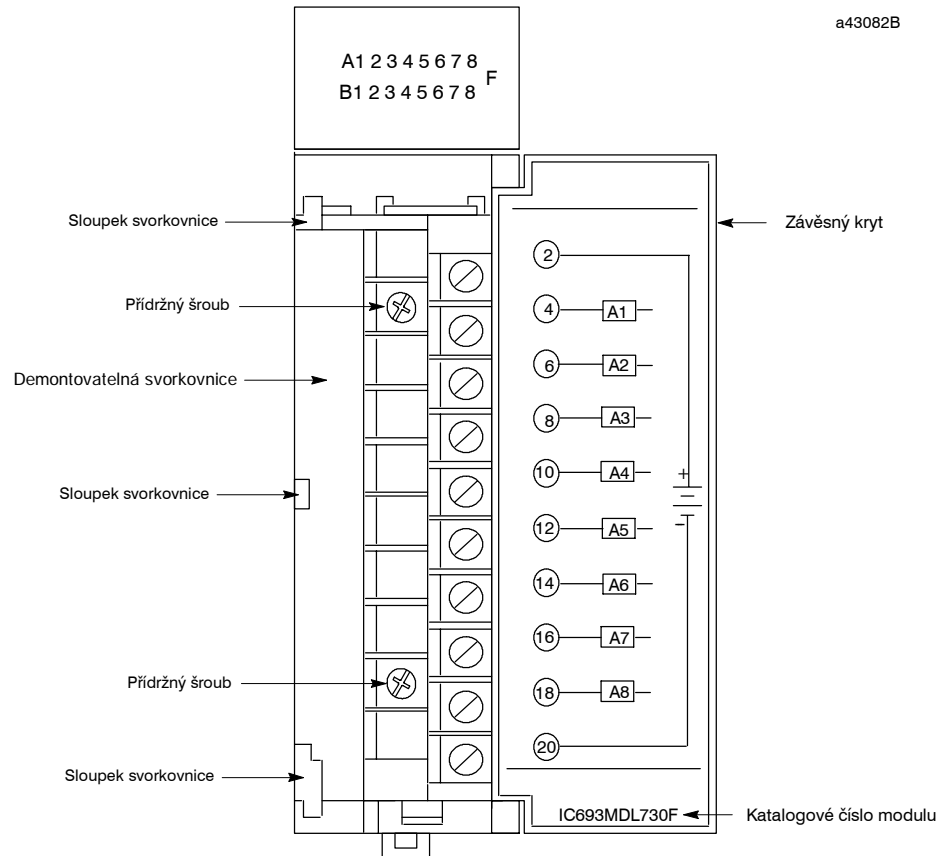 a43082B
A1 2 3 4 5 6 7 8
F
B1 2 3 4 5 6 7 8
Sloupek svorkovnice
Závěsný kryt
2
Přídržný šroub
4 A1
6 A2
Demontovatelná svorkovnice
8 A3
10 A4
+
Sloupek svorkovnice
12 A5
-
14 A6
16 A7
Přídržný šroub
18 A8
20
Sloupek svorkovnice
IC693MDL730F
Katalogové číslo modulu